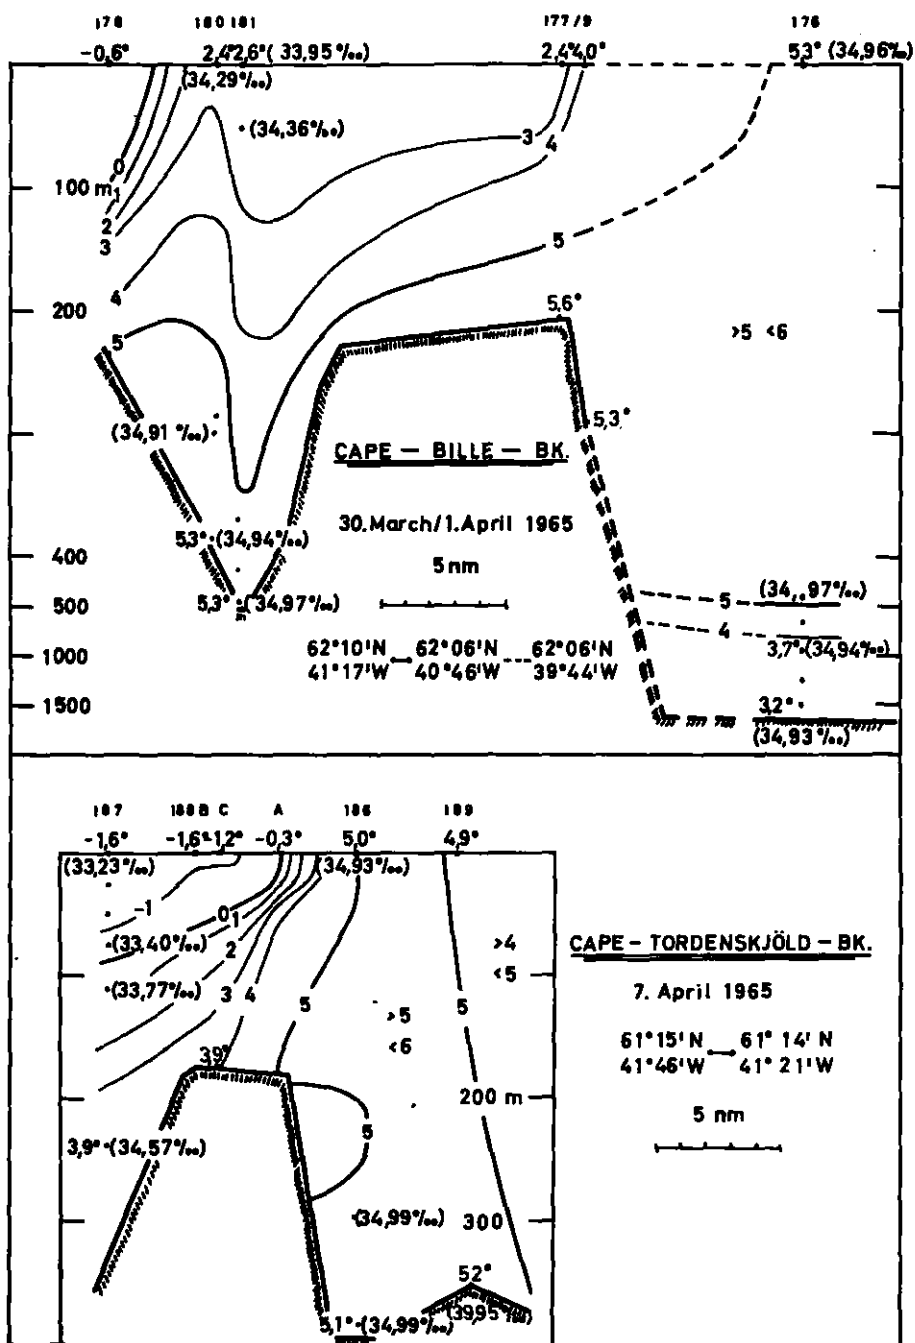 178 180 181 177/9 176
-0,6° 2,4° 2,6° (33,95‰) 2,4° 4,0° 5,3° (34,96‰)
(34,29‰)
(34,36‰)
3
4
0
100 m 1
2
3
5
4
200
5,6°
>5 <6
5
(34,91‰)
5,3°
CAPE — BILLE — BK.
30. March/1. April 1965
5,3° (34,94‰)
400
5 nm
5,3° (34,97‰)
500
5 (34,,97‰)
4
62°10'N 62°06'N 62°06'N
41°17'W 40°46'W 39°44'W
1000
3,7° (34,94‰)
1500
3,2°
(34,93‰)
187 188 B C A 186 189
-1,6° -1,6° -1,2° -0,3° 5,0° 4,9°
(33,23‰) (34,93‰)
-1
0 1
(33,40‰) 2
>4
<5
CAPE - TORDENSKJÖLD - BK.
(33,77‰) 3 4 5 5
7. April 1965
>5
<6
61°15'N 61°14'N
41°46'W 41°21'W
39°
200 m
5 nm
5
3,9° (34,57‰)
(34,99‰) 300
52°
(39,95‰)
5,1° (34,99‰)